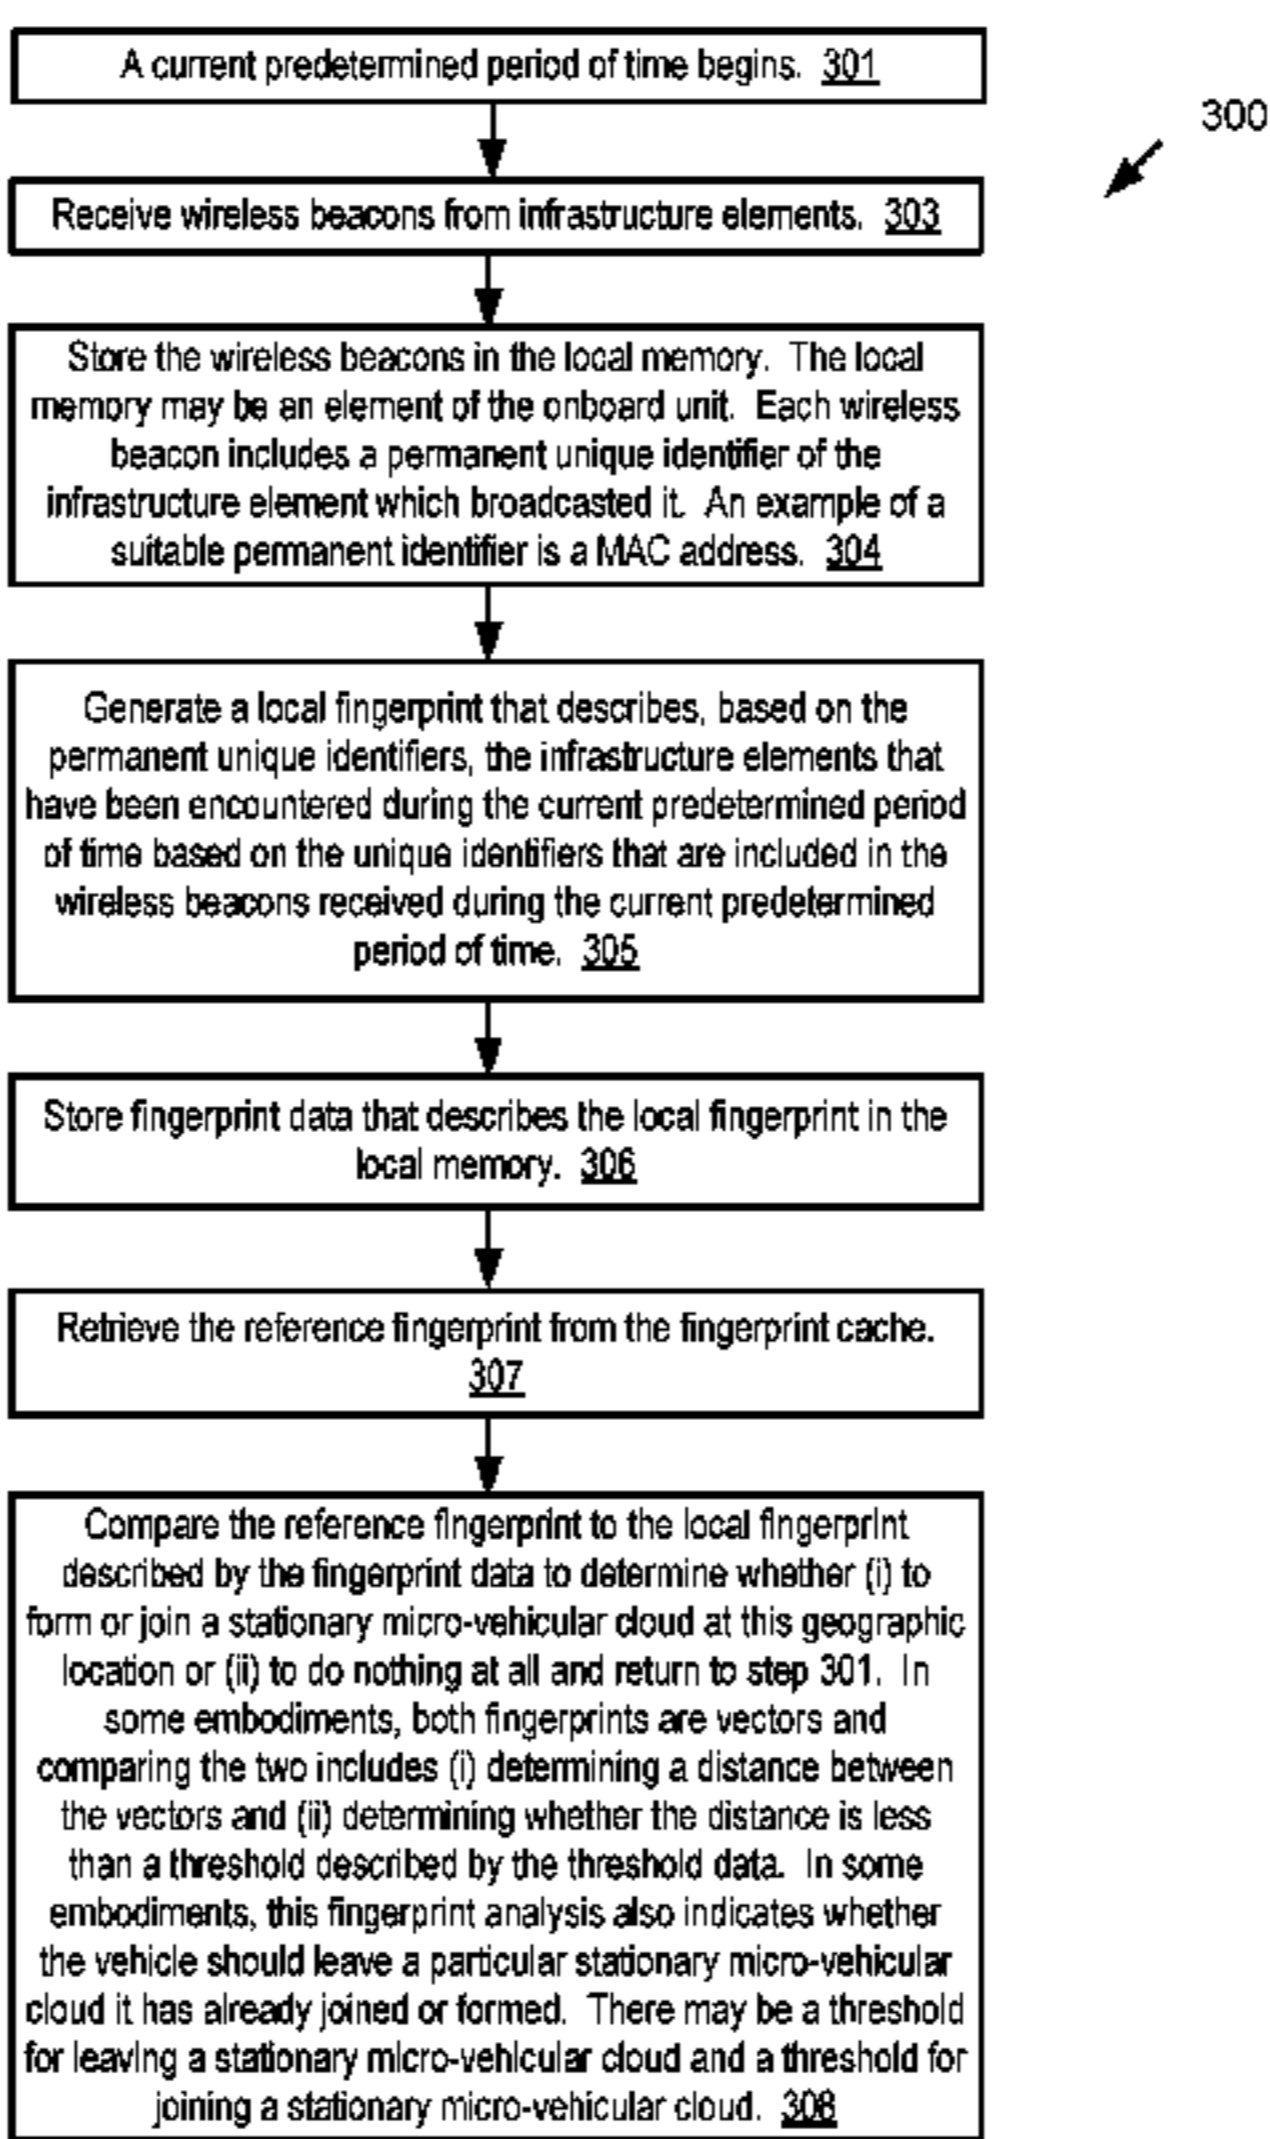 A current predetermined period of time begins. 301
300
Receive wireless beacons from infrastructure elements. 303
Store the wireless beacons in the local memory. The local
memory may be an element of the onboard unit. Each wireless
beacon includes a permanent unique identifier of the
infrastructure element which broadcasted it. An example of a
suitable permanent identifier is a MAC address. 304
Generate a local fingerprint that describes, based on the
permanent unique identifiers, the infrastructure elements that
have been encountered during the current predetermined period
of time based on the unique identifiers that are included in the
wireless beacons received during the current predetermined
period of time. 305
Store fingerprint data that describes the local fingerprint in the
local memory. 306
Retrieve the reference fingerprint from the fingerprint cache.
307
Compare the reference fingerprint to the local fingerprint
described by the fingerprint data to determine whether (i) to
form or join a stationary micro-vehicular cloud at this geographic
location or (ii) to do nothing at all and return to step 301. In
some embodiments, both fingerprints are vectors and
comparing the two includes (i) determining a distance between
the vectors and (ii) determining whether the distance is less
than a threshold described by the threshold data. In some
embodiments, this fingerprint analysis also indicates whether
the vehicle should leave a particular stationary micro-vehicular
cloud it has already joined or formed. There may be a threshold
for leaving a stationary micro-vehicular cloud and a threshold for
joining a stationary micro-vehicular cloud. 308